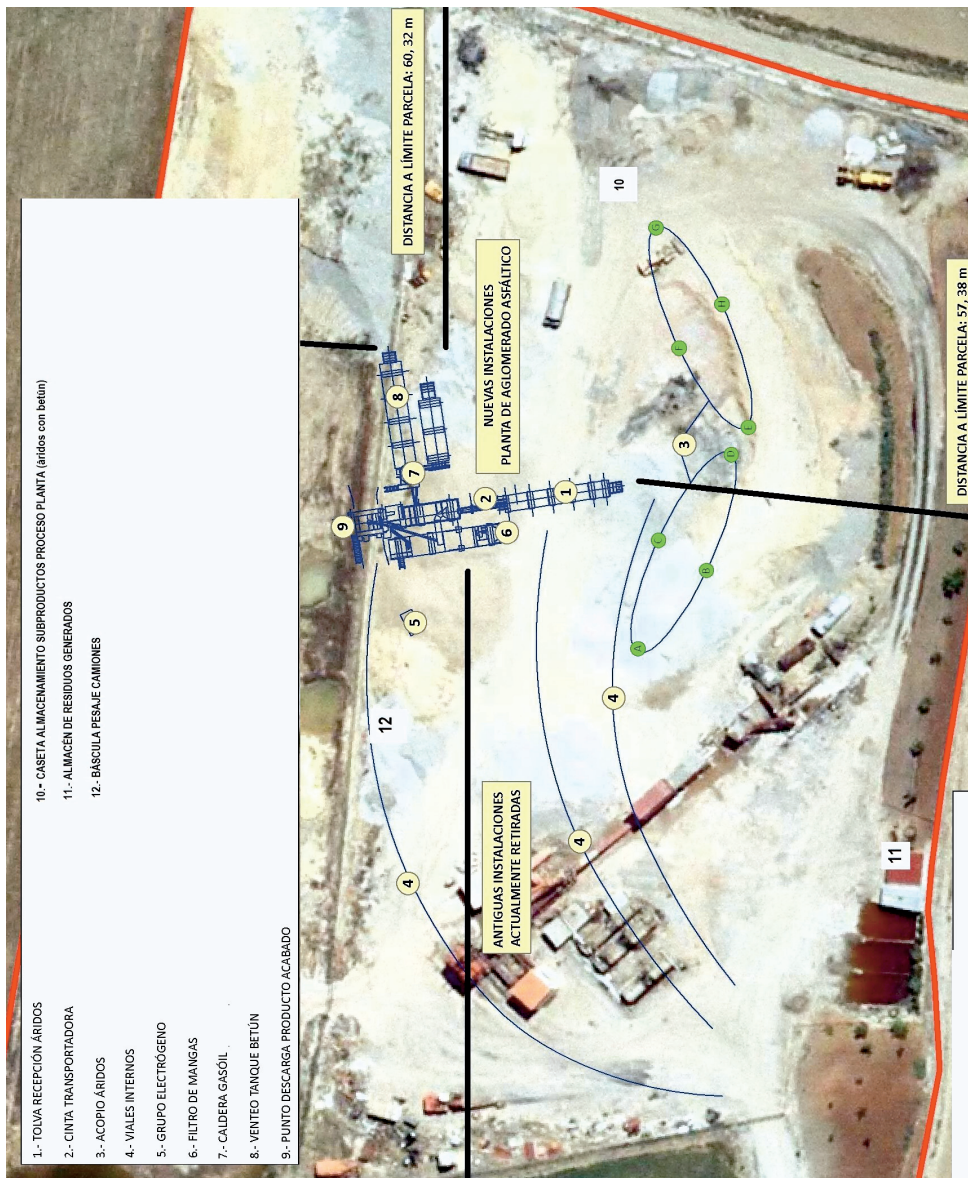 1.- TOLVA RECEPCIÓN ÁRIDOS
2.- CINTA TRANSPORTADORA
3.- ACOPIO ÁRIDOS
4.- VIALES INTERNOS
5.- GRUPO ELECTRÓGENO
6.- FILTRO DE MANGAS
7.- CALDERA GASÓIL
8.- VENTEO TANQUE BETÚN
9.- PUNTO DESCARGA PRODUCTO ACABADO
10.- CASETA ALMACENAMIENTO SUBPRODUCTOS PROCESO PLANTA (áridos con betún)
11.- ALMACÉN DE RESIDUOS GENERADOS
12.- BÁSCULA PESAJE CAMIONES
DISTANCIA A LÍMITE PARCELA: 60, 32 m
NUEVAS INSTALACIONES
PLANTA DE AGLOMERADO ASFÁLTICO
ANTIGUAS INSTALACIONES
ACTUALMENTE RETIRADAS
DISTANCIA A LÍMITE PARCELA: 57, 38 m
4
12
5
9
7
8
6
2
1
4
4
3
10
11
A
B
C
D
E
F
G
H